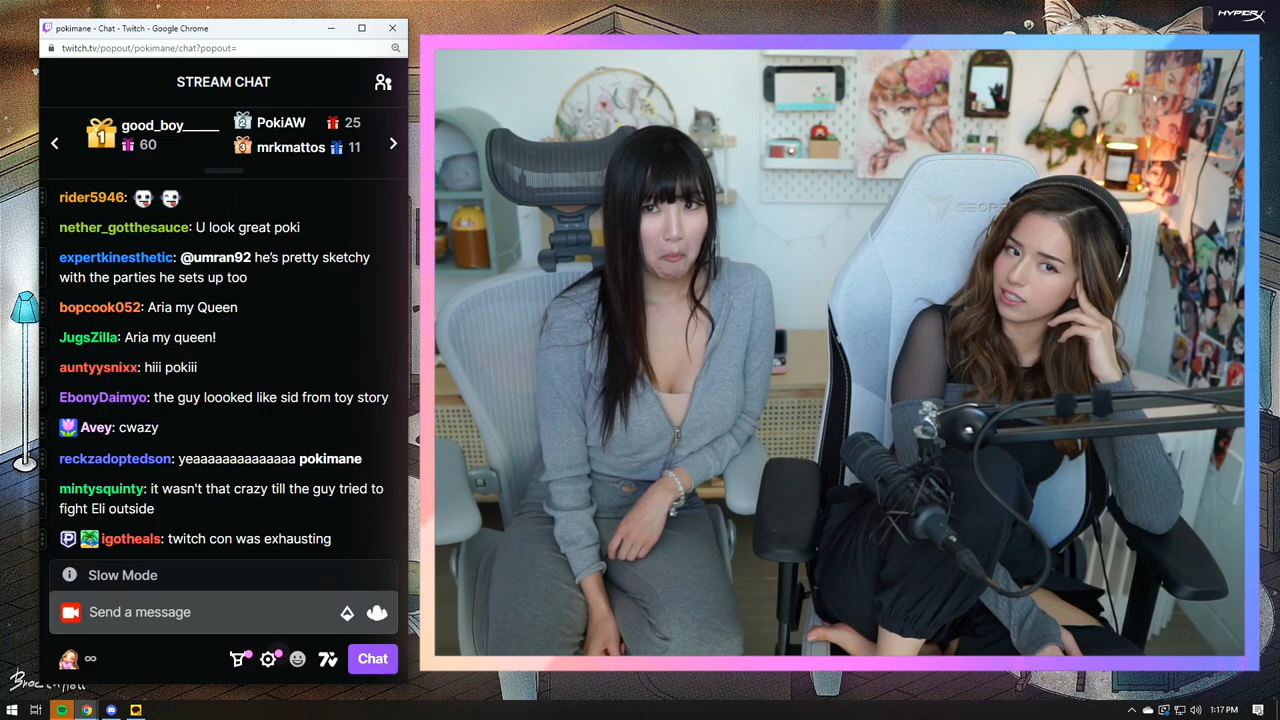 pokimane - Chat - Twitch - Google Chrome
twitch.tv/popout/pokimane/chat?popout=
STREAM CHAT
1 good_boy_____ 60
2 PokiAW 25
3 mrkmattos 11
rider5946:
nether_gotthesauce: U look great poki
expertkinesthetic: @umran92 he's pretty sketchy
with the parties he sets up too
bopcook052: Aria my Queen
JugsZilla: Aria my queen!
auntyysnixx: hiii pokiii
EbonyDaimyo: the guy loooked like sid from toy story
Avey: cwazy
reckzadoptedson: yeaaaaaaaaaaaaaa pokimane
mintysquinty: it wasn't that crazy till the guy tried to
fight Eli outside
igotheals: twitch con was exhausting
Slow Mode
Send a message
∞
Chat
HYPERX
1:17 PM